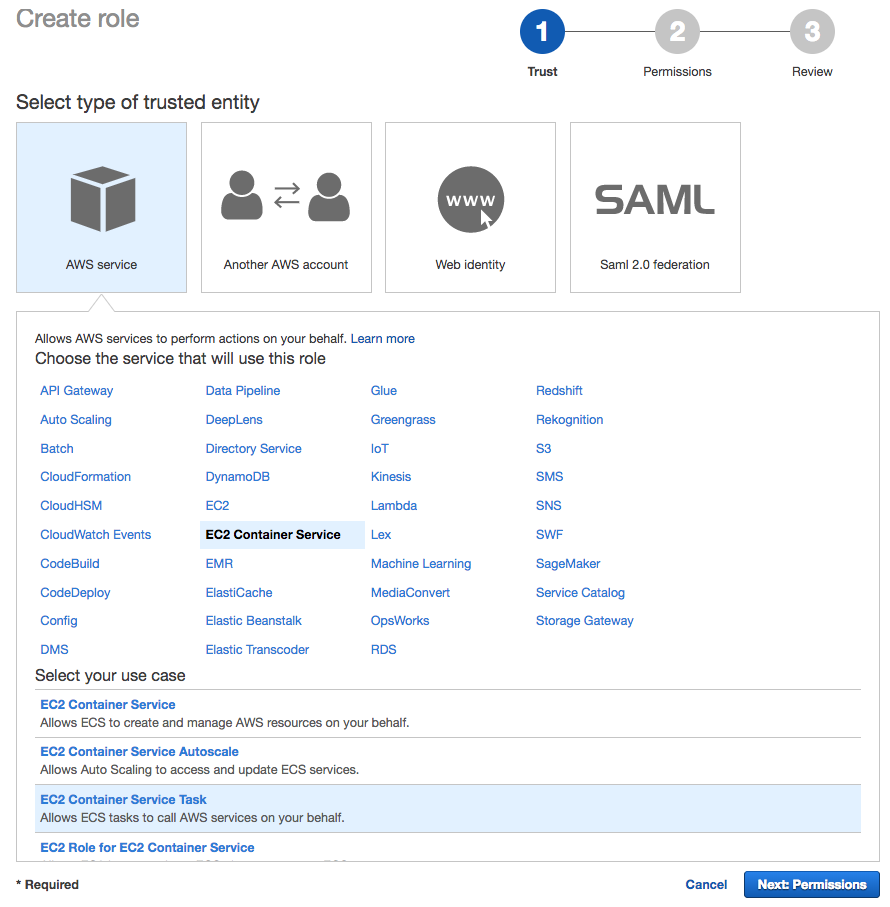 Create role
1
2
3
Trust
Permissions
Review
Select type of trusted entity
www
SAML
AWS service
Another AWS account
Web identity
Saml 2.0 federation
Allows AWS services to perform actions on your behalf. Learn more
Choose the service that will use this role
API Gateway
Data Pipeline
Glue
Redshift
Auto Scaling
DeepLens
Greengrass
Rekognition
Batch
Directory Service
IoT
S3
CloudFormation
DynamoDB
Kinesis
SMS
CloudHSM
EC2
Lambda
SNS
CloudWatch Events
EC2 Container Service
Lex
SWF
CodeBuild
EMR
Machine Learning
SageMaker
CodeDeploy
ElastiCache
MediaConvert
Service Catalog
Config
Elastic Beanstalk
OpsWorks
Storage Gateway
DMS
Elastic Transcoder
RDS
Select your use case
EC2 Container Service
Allows ECS to create and manage AWS resources on your behalf.
EC2 Container Service Autoscale
Allows Auto Scaling to access and update ECS services.
EC2 Container Service Task
Allows ECS tasks to call AWS services on your behalf.
EC2 Role for EC2 Container Service
* Required
Cancel
Next: Permissions